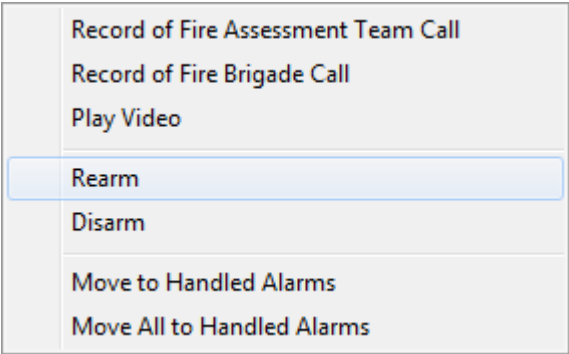 Record of Fire Assessment Team Call
Record of Fire Brigade Call
Play Video
Rearm
Disarm
Move to Handled Alarms
Move All to Handled Alarms